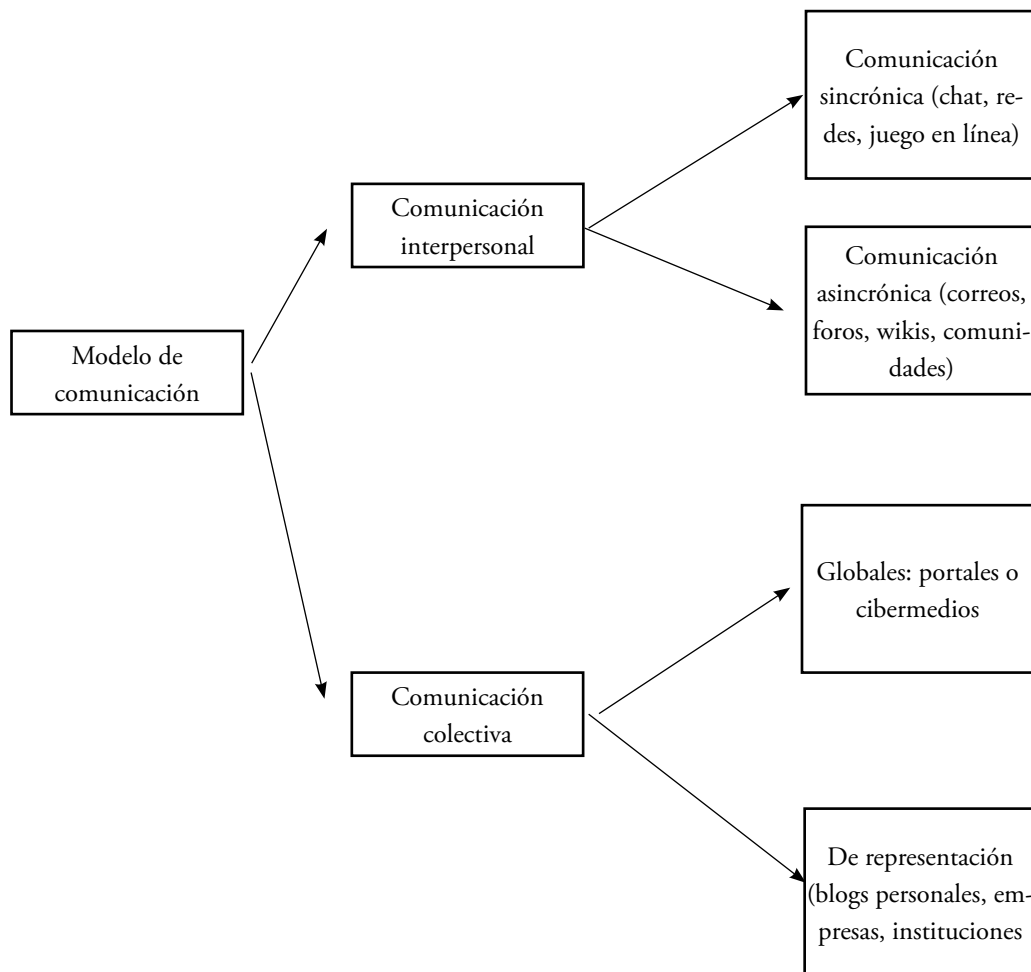 Comunicación
sincrónica (chat, re-
des, juego en línea)
Comunicación
interpersonal
Comunicación
asincrónica (correos,
foros, wikis, comuni-
dades)
Modelo de
comunicación
Globales: portales o
cibermedios
Comunicación
colectiva
De representación
(blogs personales, em-
presas, instituciones